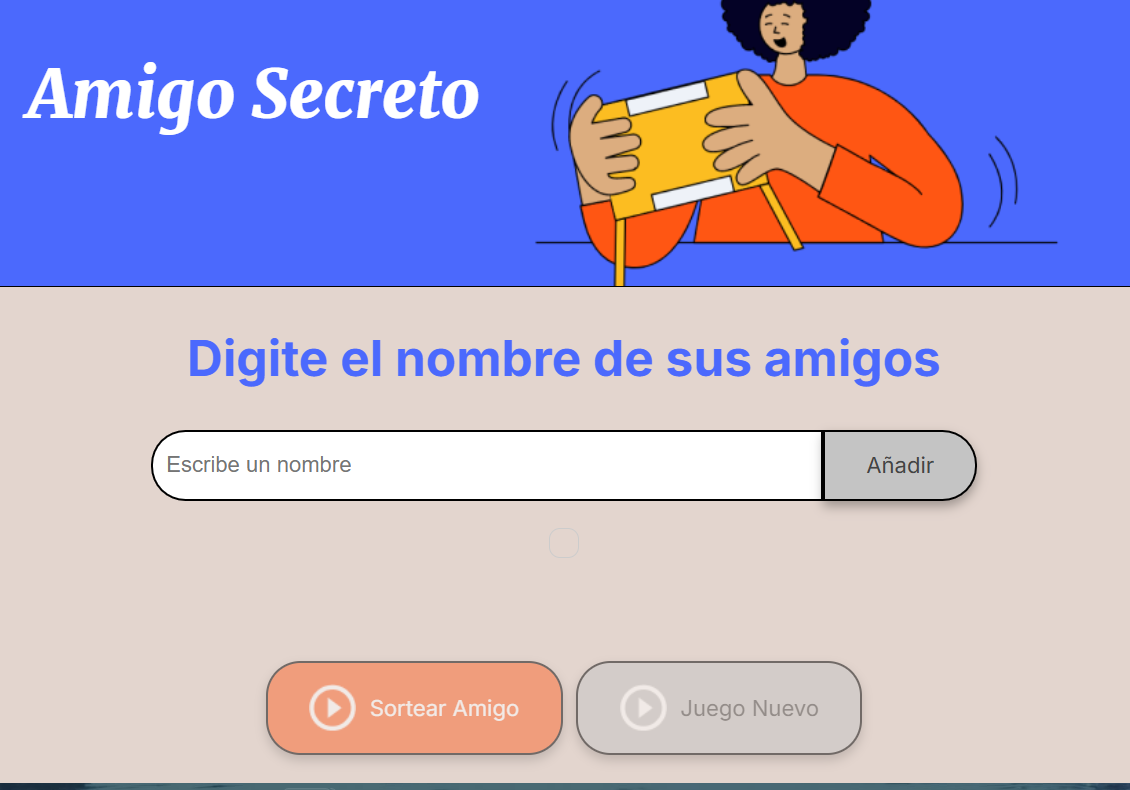 Amigo Secreto
Digite el nombre de sus amigos
Escribe un nombre
Añadir
Sortear Amigo
Juego Nuevo